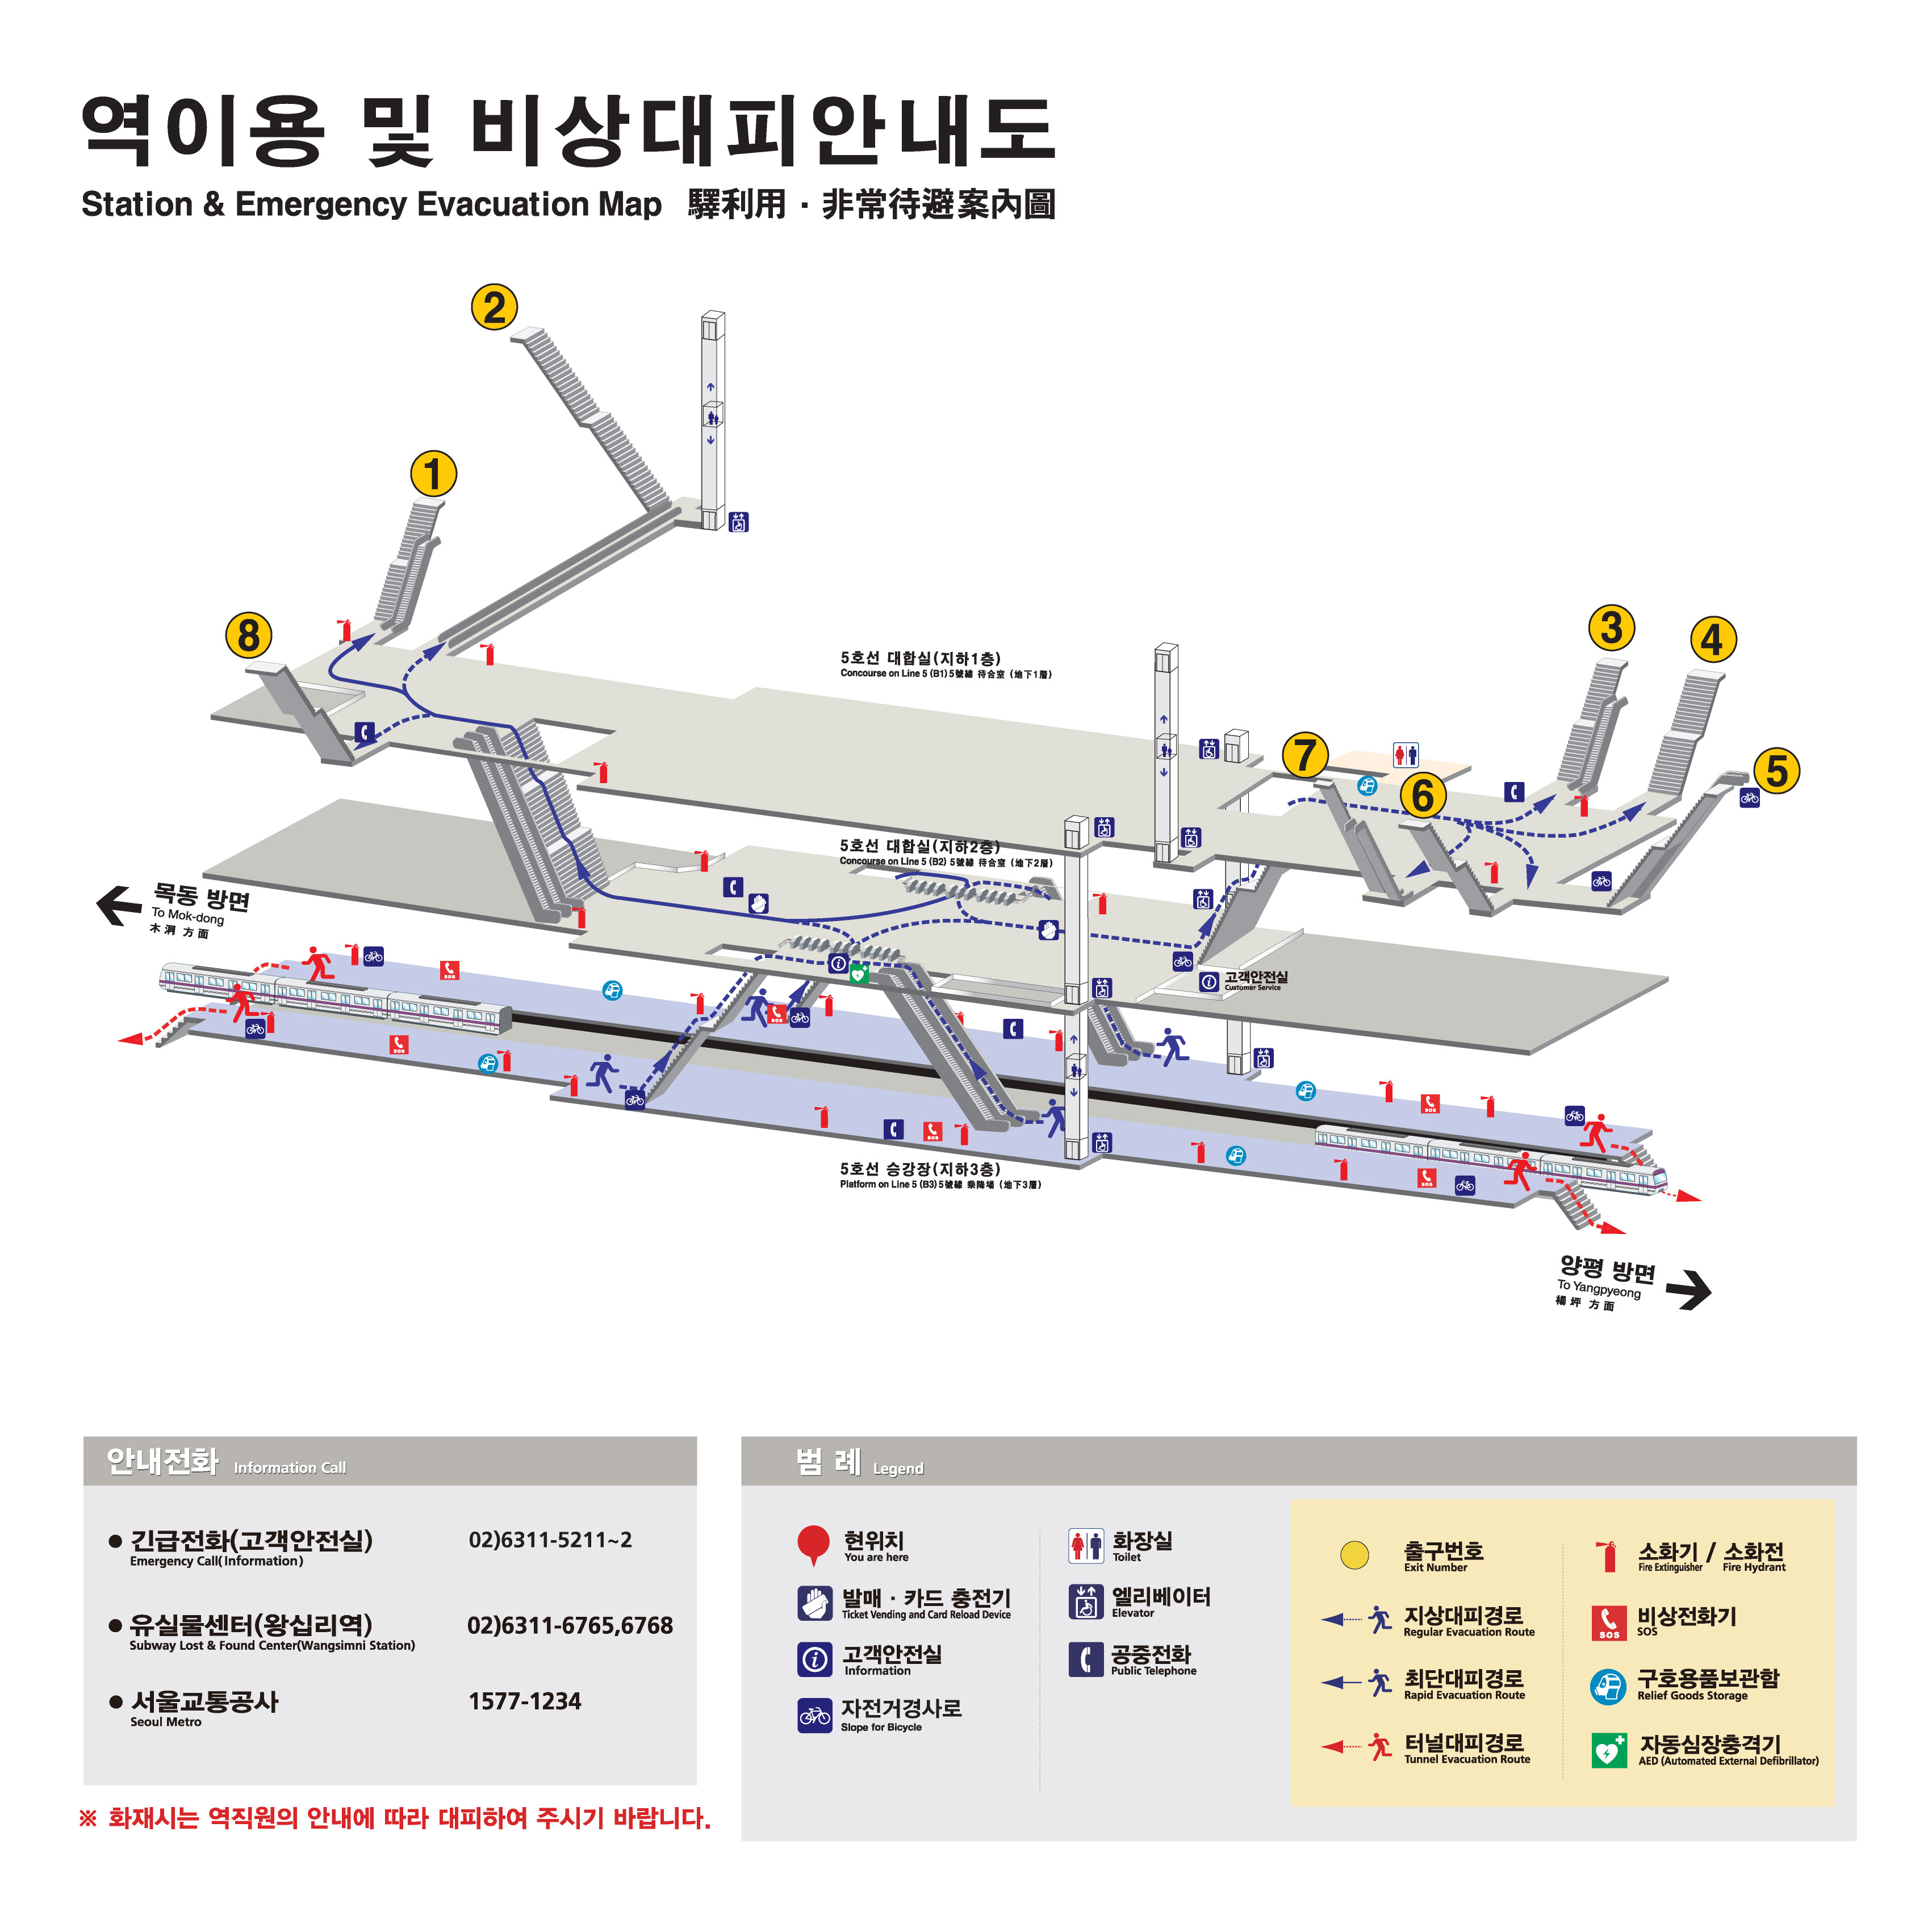 역이용 및 비상대피안내도
Station & Emergency Evacuation Map 驛利用 · 非常待避案內圖
2
1
8
5호선 대합실(지하1층)
Concourse on Line 5 (B1) 5號線 待合室 (地下1層)
3
4
7
6
5
5호선 대합실(지하2층)
Concourse on Line 5 (B2) 5號線 待合室 (地下2層)
목동 방면
To Mok-dong
木洞 方面
고객안전실
Customer Service
SOS
SOS
SOS
SOS
SOS
SOS
5호선 승강장(지하3층)
Platform on Line 5 (B3) 5號線 乘降場 (地下3層)
양평 방면
To Yangpyeong
楊坪 方面
안내전화 Information Call
긴급전화(고객안전실) 02)6311-5211~2
Emergency Call(Information)
유실물센터(왕십리역) 02)6311-6765,6768
Subway Lost & Found Center(Wangsimni Station)
서울교통공사 1577-1234
Seoul Metro
※ 화재시는 역직원의 안내에 따라 대피하여 주시기 바랍니다.
범 례 Legend
현위치
You are here
발매 · 카드 충전기
Ticket Vending and Card Reload Device
고객안전실
Information
자전거경사로
Slope for Bicycle
화장실
Toilet
엘리베이터
Elevator
공중전화
Public Telephone
출구번호
Exit Number
지상대피경로
Regular Evacuation Route
최단대피경로
Rapid Evacuation Route
터널대피경로
Tunnel Evacuation Route
소화기 / 소화전
Fire Extinguisher Fire Hydrant
SOS
비상전화기
SOS
구호용품보관함
Relief Goods Storage
자동심장충격기
AED (Automated External Defibrillator)